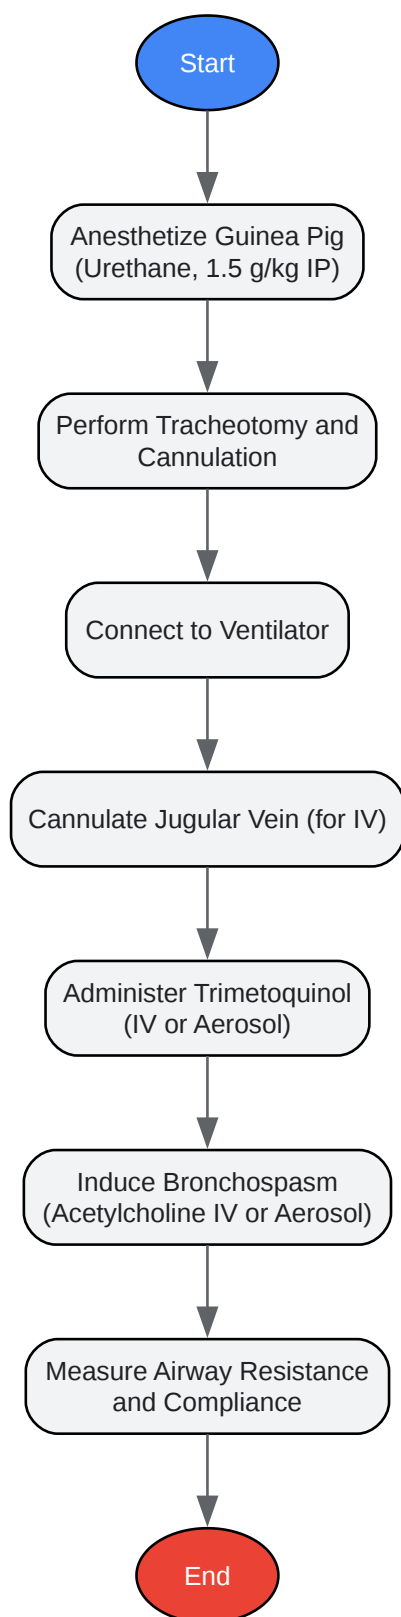 Start
Anesthetize Guinea Pig
(Urethane, 1.5 g/kg IP)
Perform Tracheotomy and
Cannulation
Connect to Ventilator
Cannulate Jugular Vein (for IV)
Administer Trimetoquinol
(IV or Aerosol)
Induce Bronchospasm
(Acetylcholine IV or Aerosol)
Measure Airway Resistance
and Compliance
End